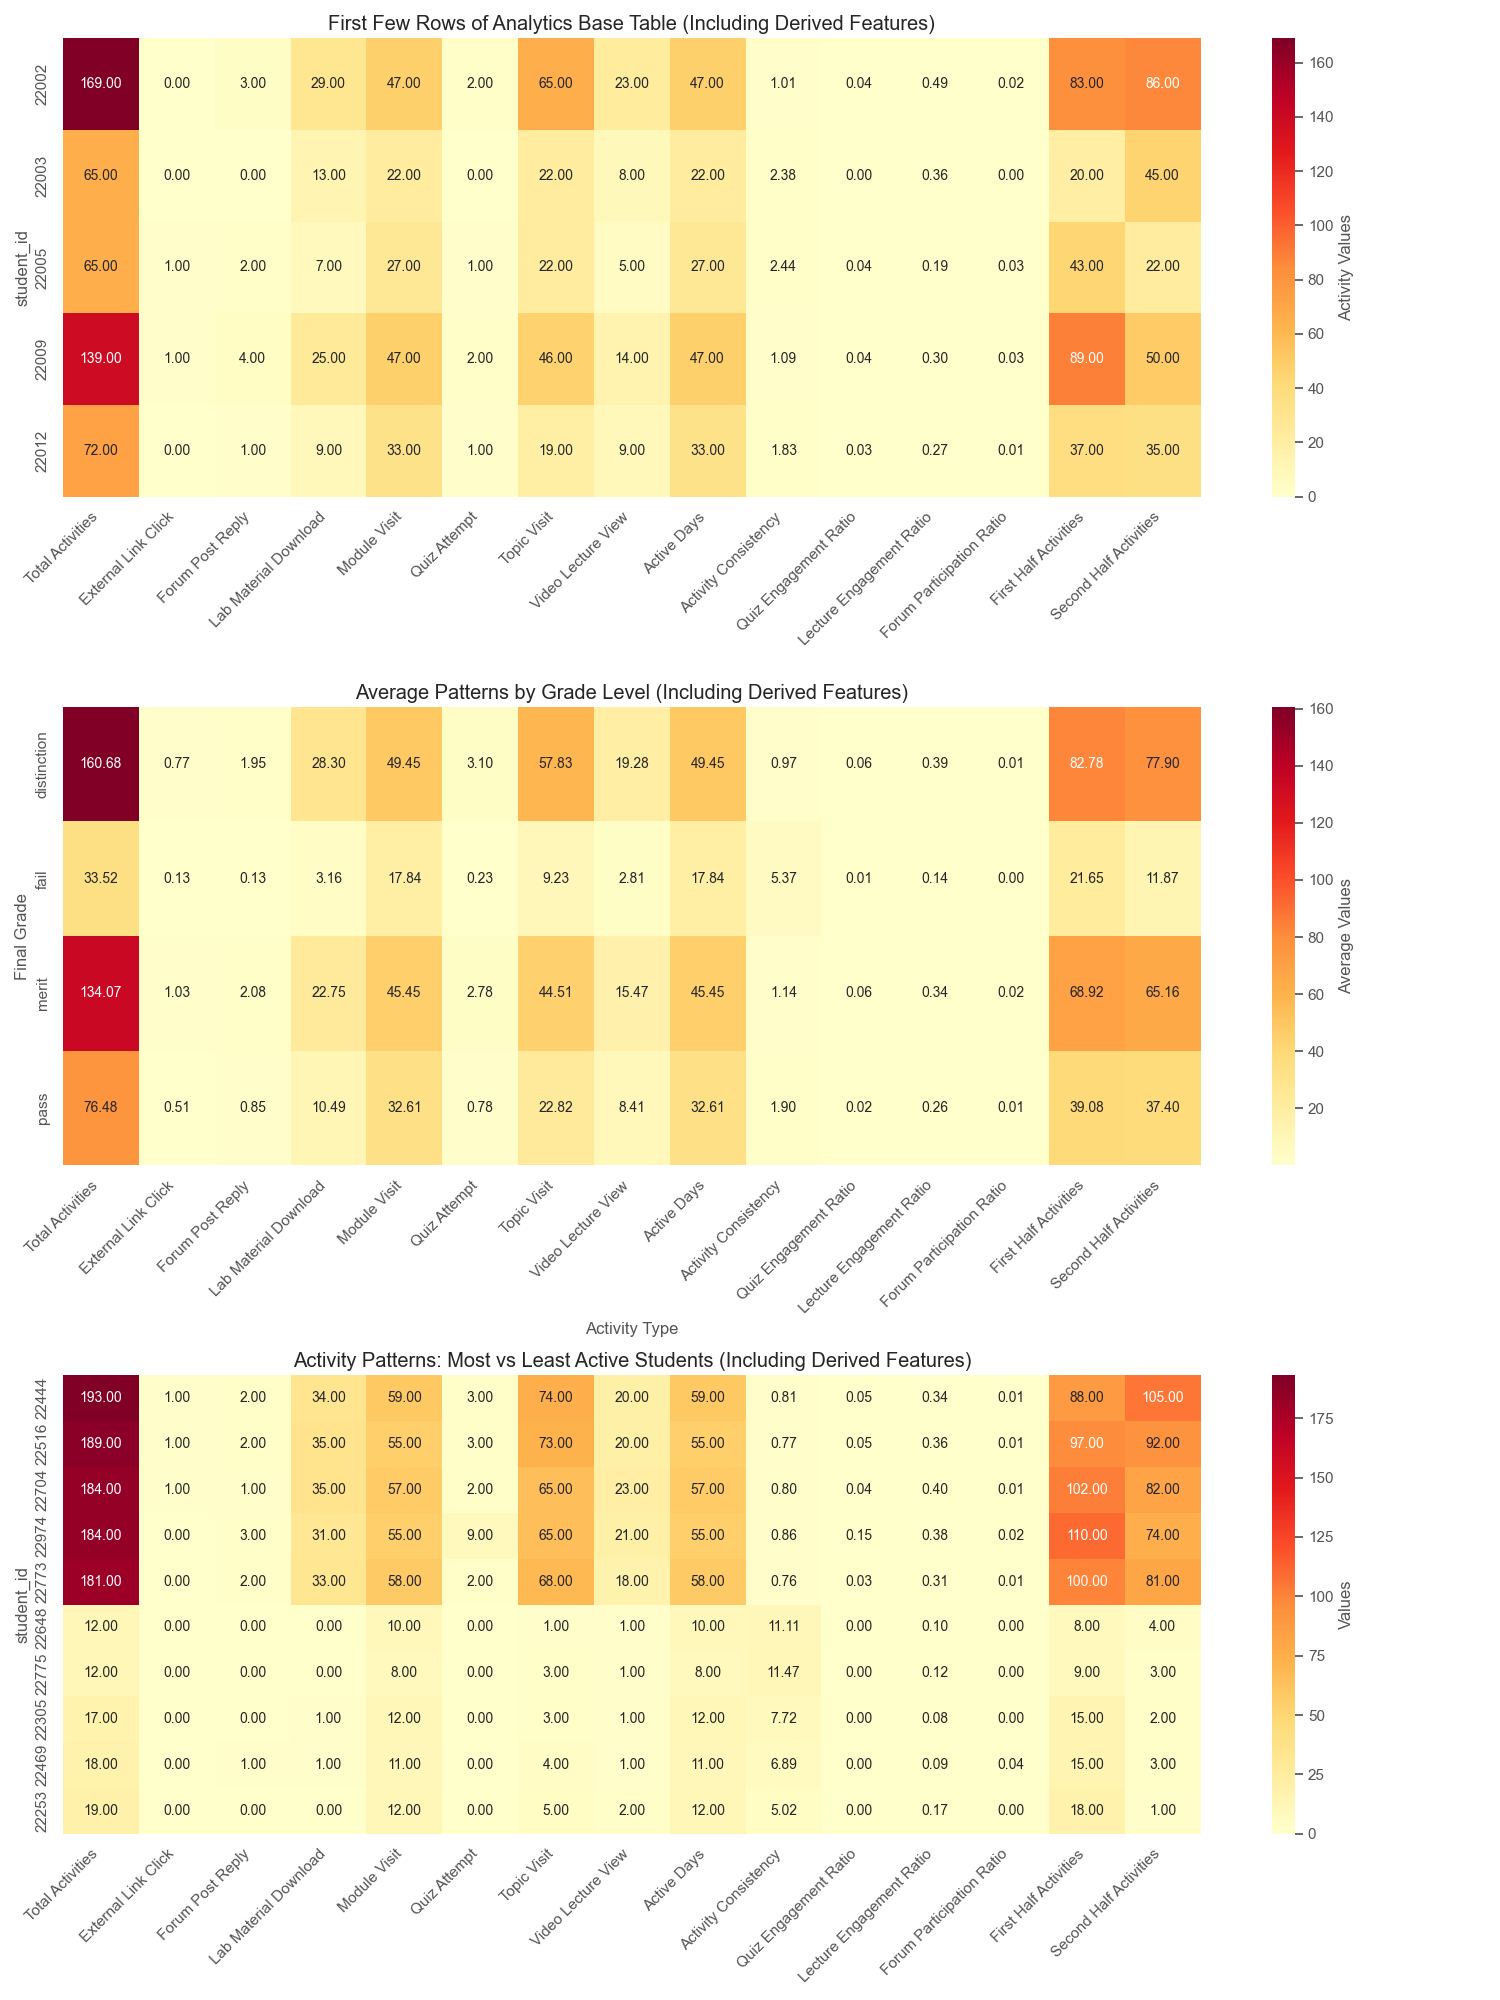 First Few Rows of Analytics Base Table (Including Derived Features)
student_id
22002 169.00 0.00 3.00 29.00 47.00 2.00 65.00 23.00 47.00 1.01 0.04 0.49 0.02 83.00 86.00
22003 65.00 0.00 0.00 13.00 22.00 0.00 22.00 8.00 22.00 2.38 0.00 0.36 0.00 20.00 45.00
22005 65.00 1.00 2.00 7.00 27.00 1.00 22.00 5.00 27.00 2.44 0.04 0.19 0.03 43.00 22.00
22009 139.00 1.00 4.00 25.00 47.00 2.00 46.00 14.00 47.00 1.09 0.04 0.30 0.03 89.00 50.00
22012 72.00 0.00 1.00 9.00 33.00 1.00 19.00 9.00 33.00 1.83 0.03 0.27 0.01 37.00 35.00
Total Activities
External Link Click
Forum Post Reply
Lab Material Download
Module Visit
Quiz Attempt
Topic Visit
Video Lecture View
Active Days
Activity Consistency
Quiz Engagement Ratio
Lecture Engagement Ratio
Forum Participation Ratio
First Half Activities
Second Half Activities
160
140
120
100
80
60
40
20
0
Activity Values
Average Patterns by Grade Level (Including Derived Features)
Final Grade
distinction 160.68 0.77 1.95 28.30 49.45 3.10 57.83 19.28 49.45 0.97 0.06 0.39 0.01 82.78 77.90
fail 33.52 0.13 0.13 3.16 17.84 0.23 9.23 2.81 17.84 5.37 0.01 0.14 0.00 21.65 11.87
merit 134.07 1.03 2.08 22.75 45.45 2.78 44.51 15.47 45.45 1.14 0.06 0.34 0.02 68.92 65.16
pass 76.48 0.51 0.85 10.49 32.61 0.78 22.82 8.41 32.61 1.90 0.02 0.26 0.01 39.08 37.40
Total Activities
External Link Click
Forum Post Reply
Lab Material Download
Module Visit
Quiz Attempt
Topic Visit
Video Lecture View
Active Days
Activity Consistency
Quiz Engagement Ratio
Lecture Engagement Ratio
Forum Participation Ratio
First Half Activities
Second Half Activities
Activity Type
160
140
120
100
80
60
40
20
Average Values
Activity Patterns: Most vs Least Active Students (Including Derived Features)
student_id
22444 193.00 1.00 2.00 34.00 59.00 3.00 74.00 20.00 59.00 0.81 0.05 0.34 0.01 88.00 105.00
22516 189.00 1.00 2.00 35.00 55.00 3.00 73.00 20.00 55.00 0.77 0.05 0.36 0.01 97.00 92.00
22704 184.00 1.00 1.00 35.00 57.00 2.00 65.00 23.00 57.00 0.80 0.04 0.40 0.01 102.00 82.00
22974 184.00 0.00 3.00 31.00 55.00 9.00 65.00 21.00 55.00 0.86 0.15 0.38 0.02 110.00 74.00
22773 181.00 0.00 2.00 33.00 58.00 2.00 68.00 18.00 58.00 0.76 0.03 0.31 0.01 100.00 81.00
22648 12.00 0.00 0.00 0.00 10.00 0.00 1.00 1.00 10.00 11.11 0.00 0.10 0.00 8.00 4.00
22775 12.00 0.00 0.00 0.00 8.00 0.00 3.00 1.00 8.00 11.47 0.00 0.12 0.00 9.00 3.00
22305 17.00 0.00 0.00 1.00 12.00 0.00 3.00 1.00 12.00 7.72 0.00 0.08 0.00 15.00 2.00
22469 18.00 0.00 1.00 1.00 11.00 0.00 4.00 1.00 11.00 6.89 0.00 0.09 0.04 15.00 3.00
22253 19.00 0.00 0.00 0.00 12.00 0.00 5.00 2.00 12.00 5.02 0.00 0.17 0.00 18.00 1.00
Total Activities
External Link Click
Forum Post Reply
Lab Material Download
Module Visit
Quiz Attempt
Topic Visit
Video Lecture View
Active Days
Activity Consistency
Quiz Engagement Ratio
Lecture Engagement Ratio
Forum Participation Ratio
First Half Activities
Second Half Activities
175
150
125
100
75
50
25
0
Values